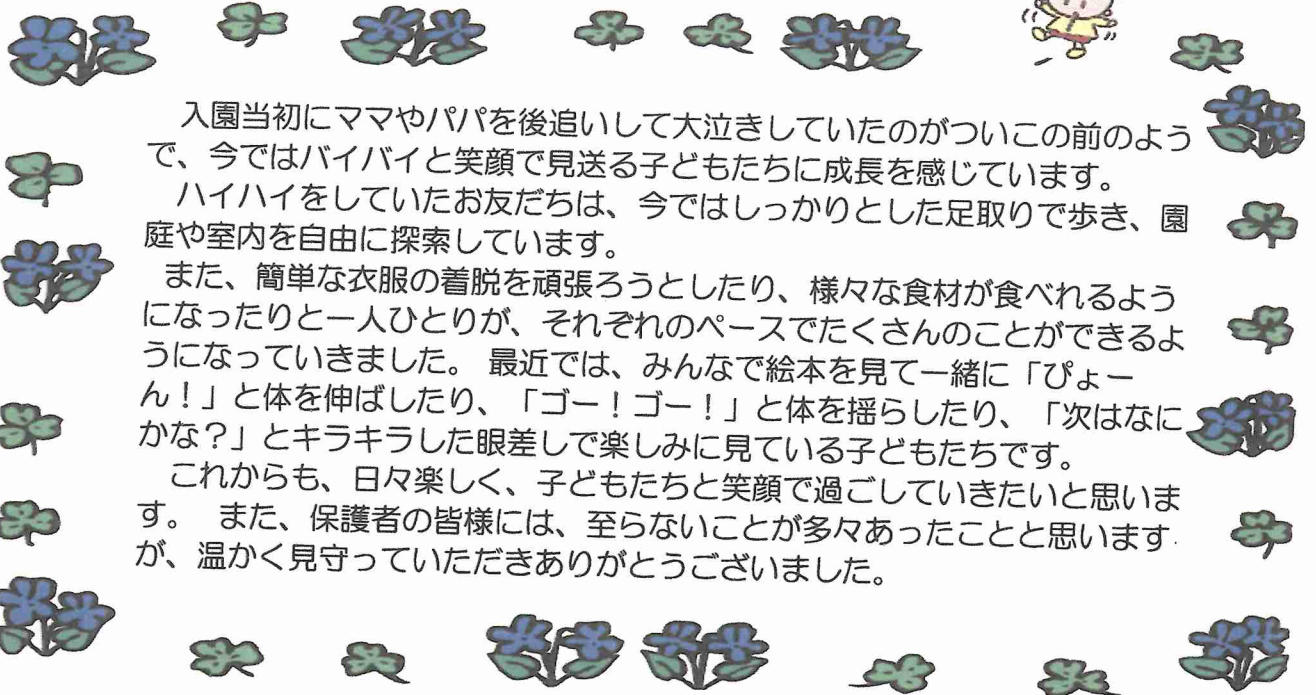 入園当初にママやパパを後追いして大泣きしていたのがついこの前のよう
で、今ではバイバイと笑顔で見送る子どもたちに成長を感じています。
ハイハイをしていたお友だちは、今ではしっかりとした足取りで歩き、園
庭や室内を自由に探索しています。
また、簡単な衣服の着脱を頑張ろうとしたり、様々な食材が食べれるよう
になったりと一人ひとりが、それぞれのペースでたくさんのことができるよ
うになっていきました。 最近では、みんなで絵本を見て一緒に「ぴょー
ん！」と体を伸ばしたり、「ゴー！ゴー！」と体を揺らしたり、「次はなに
かな？」とキラキラした眼差しで楽しみに見ている子どもたちです。
これからも、日々楽しく、子どもたちと笑顔で過ごしていきたいと思いま
す。 また、保護者の皆様には、至らないことが多々あったことと思います
が、温かく見守っていただきありがとうございました。